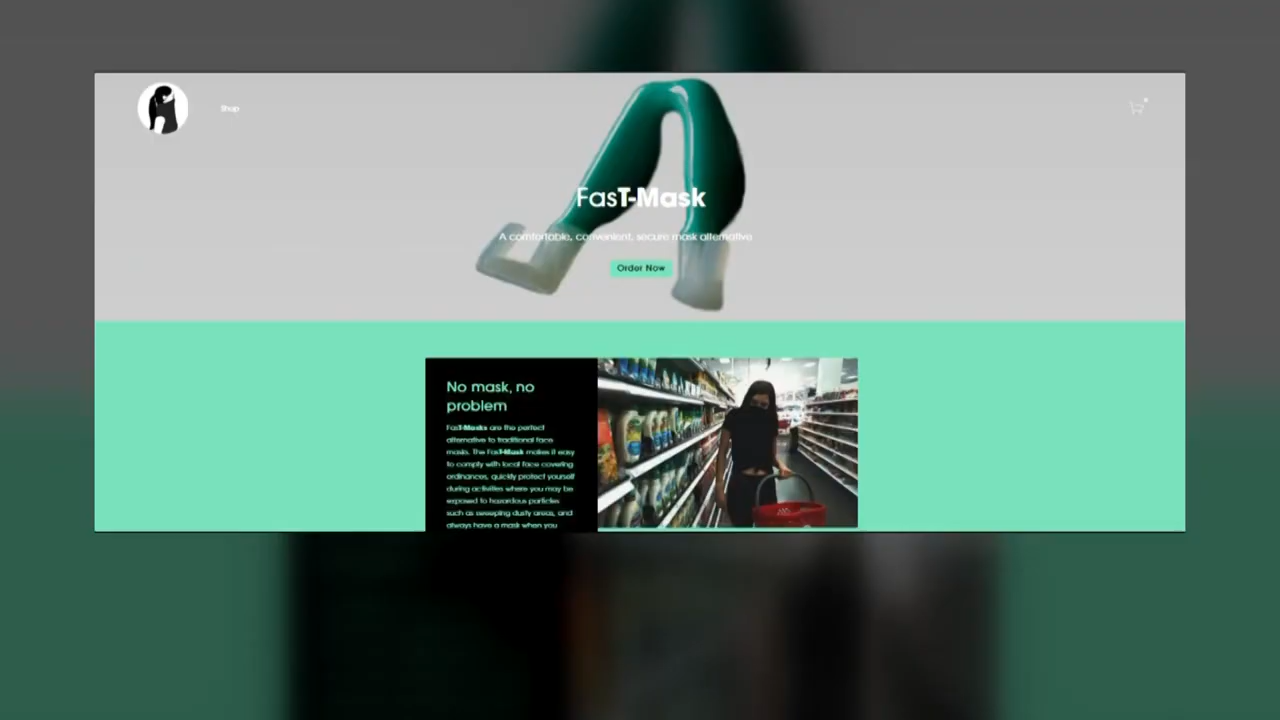 Shop
FasT-Mask
A comfortable, convenient, secure mask alternative
Order Now
No mask, no
problem
FasT-Masks are the perfect
alternative to traditional face
masks. The FasT-Mask makes it easy
to comply with local face covering
ordinances, quickly protect yourself
during activities where you may be
exposed to hazardous particles
such as sweeping dusty areas, and
always have a mask when you